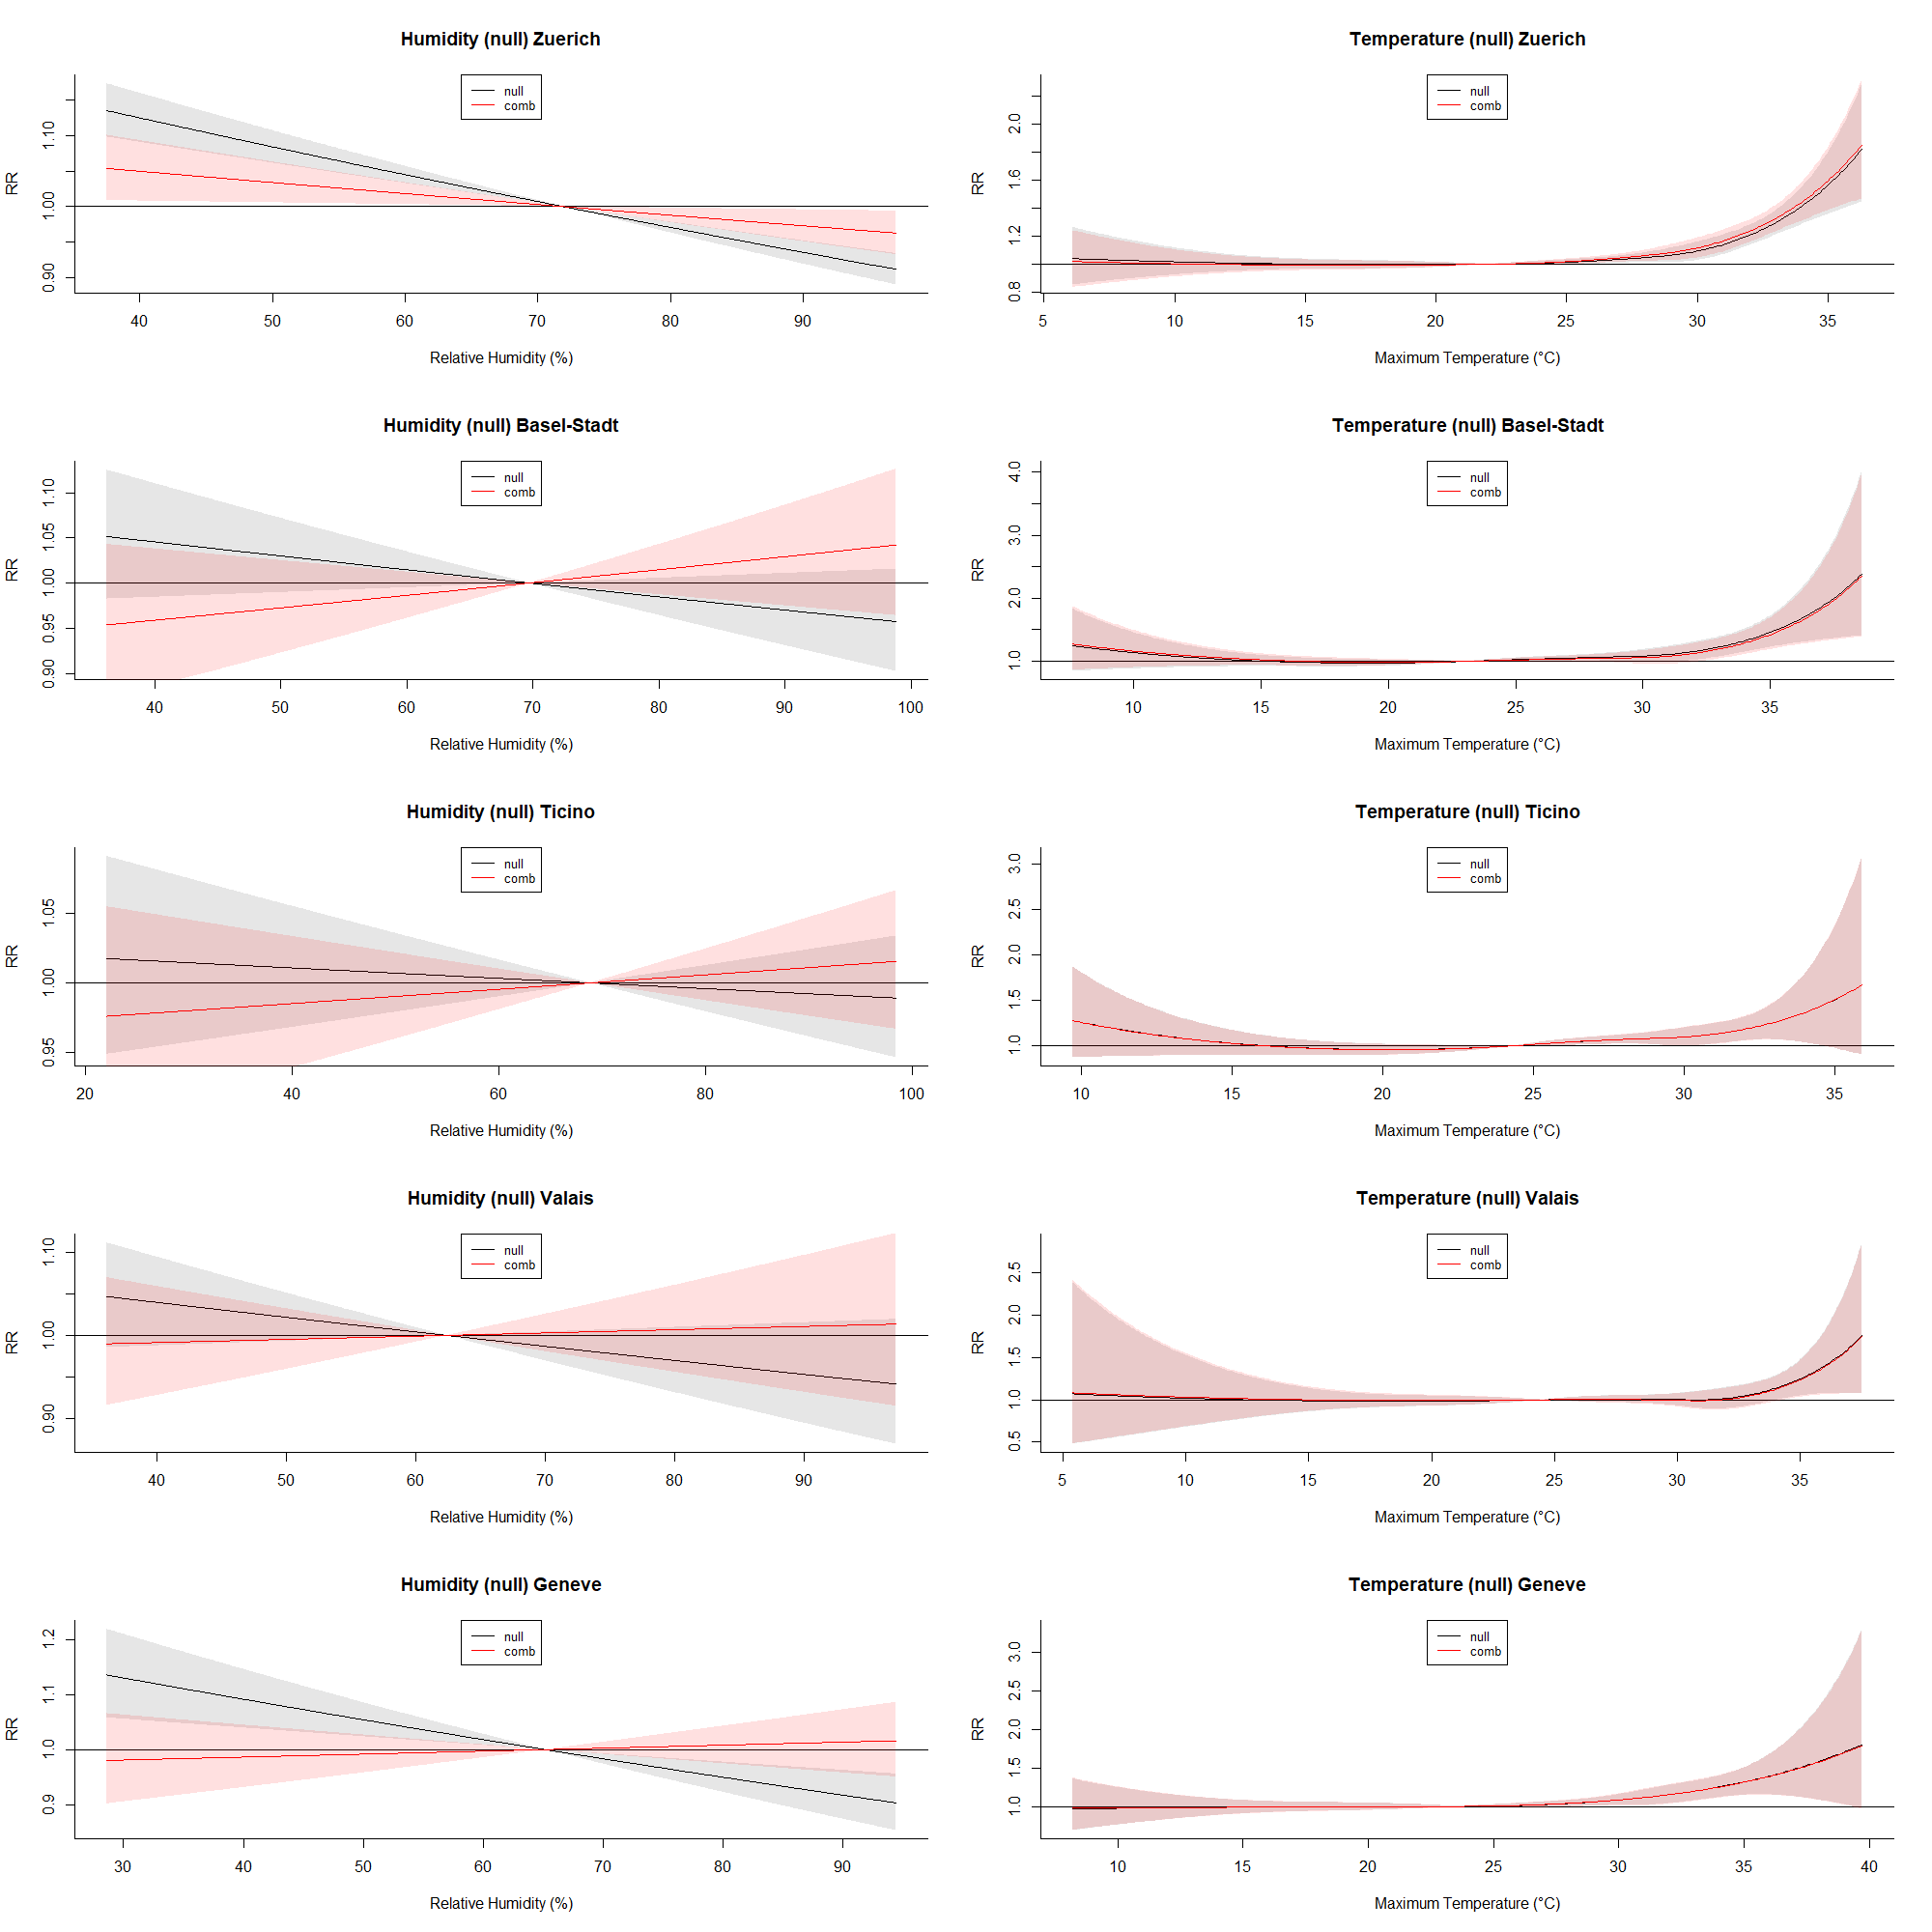 Humidity (null) Zuerich
null
comb
RR
0.90 1.00 1.10
40 50 60 70 80 90
Relative Humidity (%)
Temperature (null) Zuerich
null
comb
RR
0.8 1.2 1.6 2.0
5 10 15 20 25 30 35
Maximum Temperature (°C)
Humidity (null) Basel-Stadt
null
comb
RR
0.90 0.95 1.00 1.05 1.10
40 50 60 70 80 90 100
Relative Humidity (%)
Temperature (null) Basel-Stadt
null
comb
RR
1.0 2.0 3.0 4.0
10 15 20 25 30 35
Maximum Temperature (°C)
Humidity (null) Ticino
null
comb
RR
0.95 1.00 1.05
20 40 60 80 100
Relative Humidity (%)
Temperature (null) Ticino
null
comb
RR
1.0 1.5 2.0 2.5 3.0
10 15 20 25 30 35
Maximum Temperature (°C)
Humidity (null) Valais
null
comb
RR
0.90 1.00 1.10
40 50 60 70 80 90
Relative Humidity (%)
Temperature (null) Valais
null
comb
RR
0.5 1.0 1.5 2.0 2.5
5 10 15 20 25 30 35
Maximum Temperature (°C)
Humidity (null) Geneve
null
comb
RR
0.9 1.0 1.1 1.2
30 40 50 60 70 80 90
Relative Humidity (%)
Temperature (null) Geneve
null
comb
RR
1.0 1.5 2.0 2.5 3.0
10 15 20 25 30 35 40
Maximum Temperature (°C)